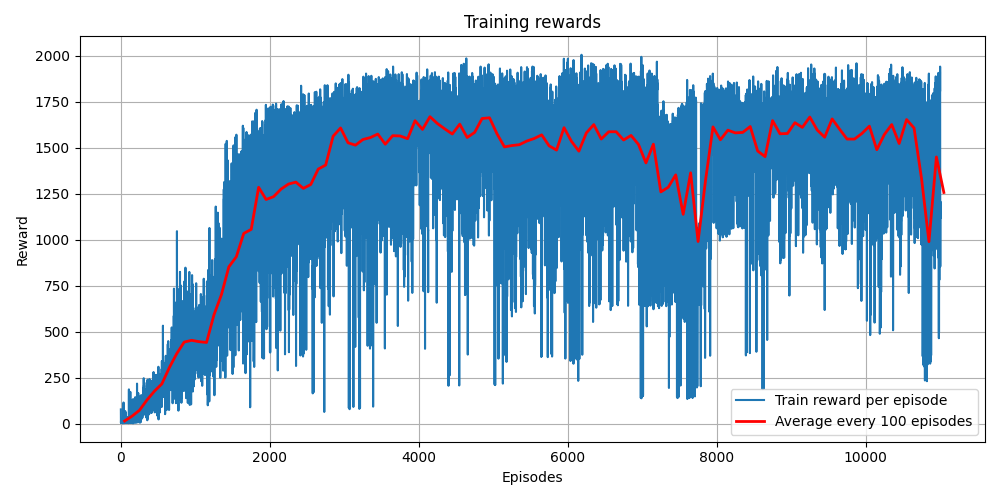 Training rewards
Reward
2000
1750
1500
1250
1000
750
500
250
0
0 2000 4000 6000 8000 10000
Episodes
Train reward per episode
Average every 100 episodes